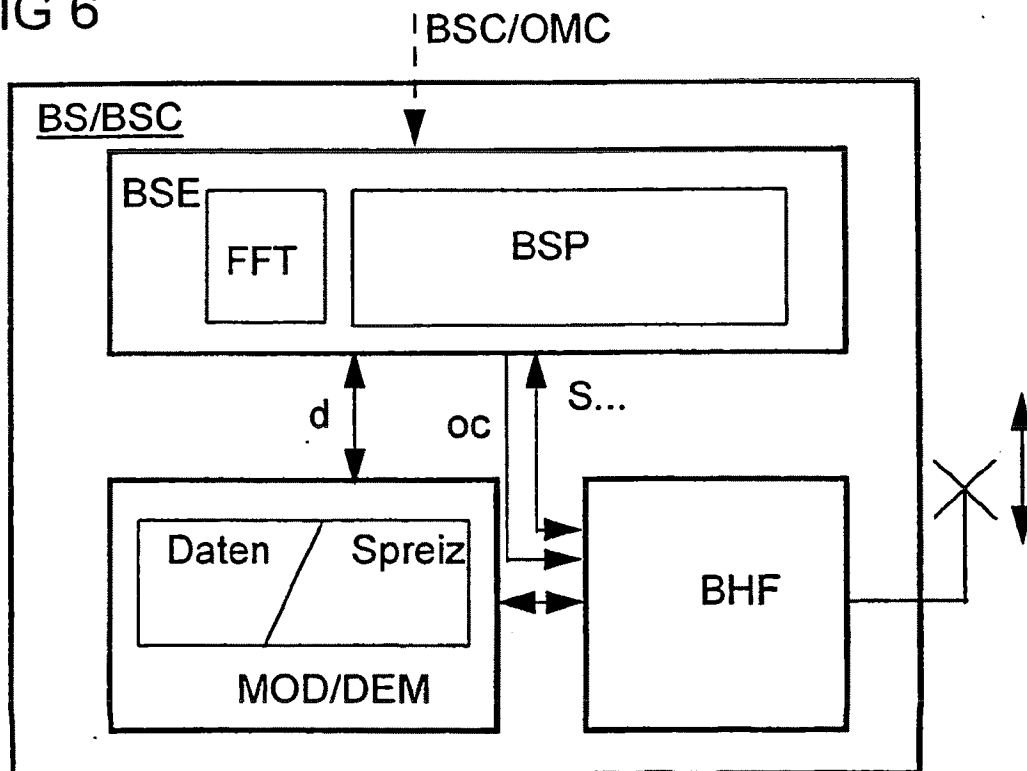 IG 6
BSC/OMC
BS/BSC
BSE
FFT
BSP
d
oc
S...
Daten
Spreiz
BHF
MOD/DEM